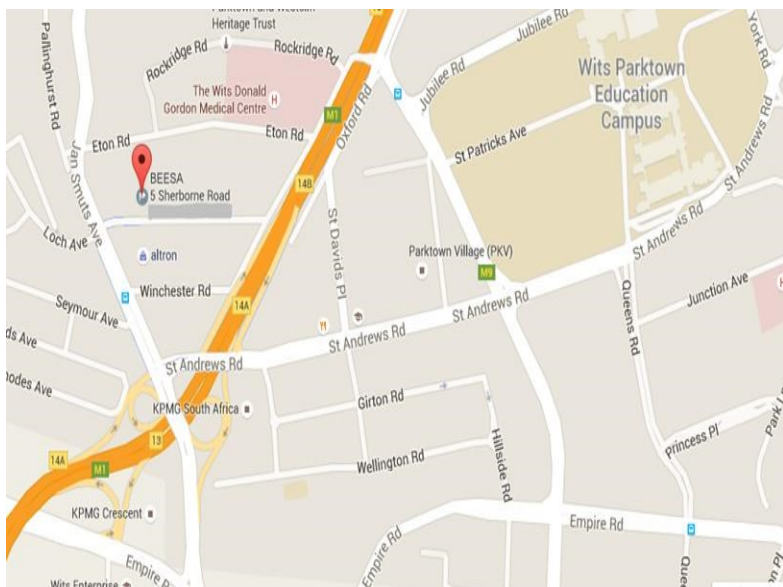 Heritage Trust
Rockridge Rd
Rockridge Rd
Jubilee Rd
York Rd
Pallinghurst Rd
The Wits Donald
Gordon Medical Centre
H
M1
Oxford Rd
Jubilee Rd
Wits Parktown
Education
Campus
Eton Rd
Eton Rd
St Patricks Ave
St Andrews Rd
Jan Smuts Ave
BEESA
5 Sherborne Road
14B
St Davids Pl
Loch Ave
altron
Parktown Village (PKV)
M9
St Andrews Rd
Queens Rd
Junction Ave
H
Winchester Rd
Seymour Ave
14A
St Andrews Rd
St Andrews Rd
St Andrews Rd
ds Ave
odes Ave
Girton Rd
KPMG South Africa
Hillside Rd
Princess Pl
13
14A
M1
Wellington Rd
KPMG Crescent
Empire Rd
Empire Rd
Wits Enterprise
Empire